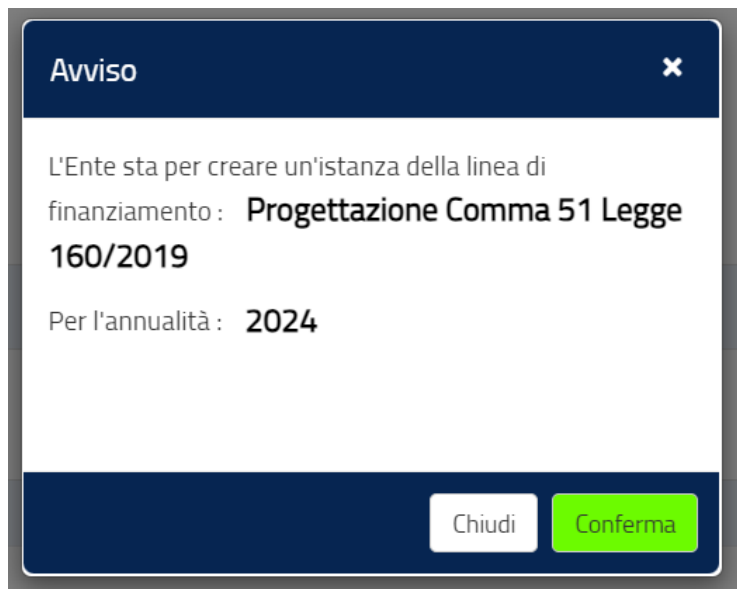 Avviso ×
L'Ente sta per creare un'istanza della linea di
finanziamento : Progettazione Comma 51 Legge
160/2019
Per l'annualità : 2024
Chiudi Conferma